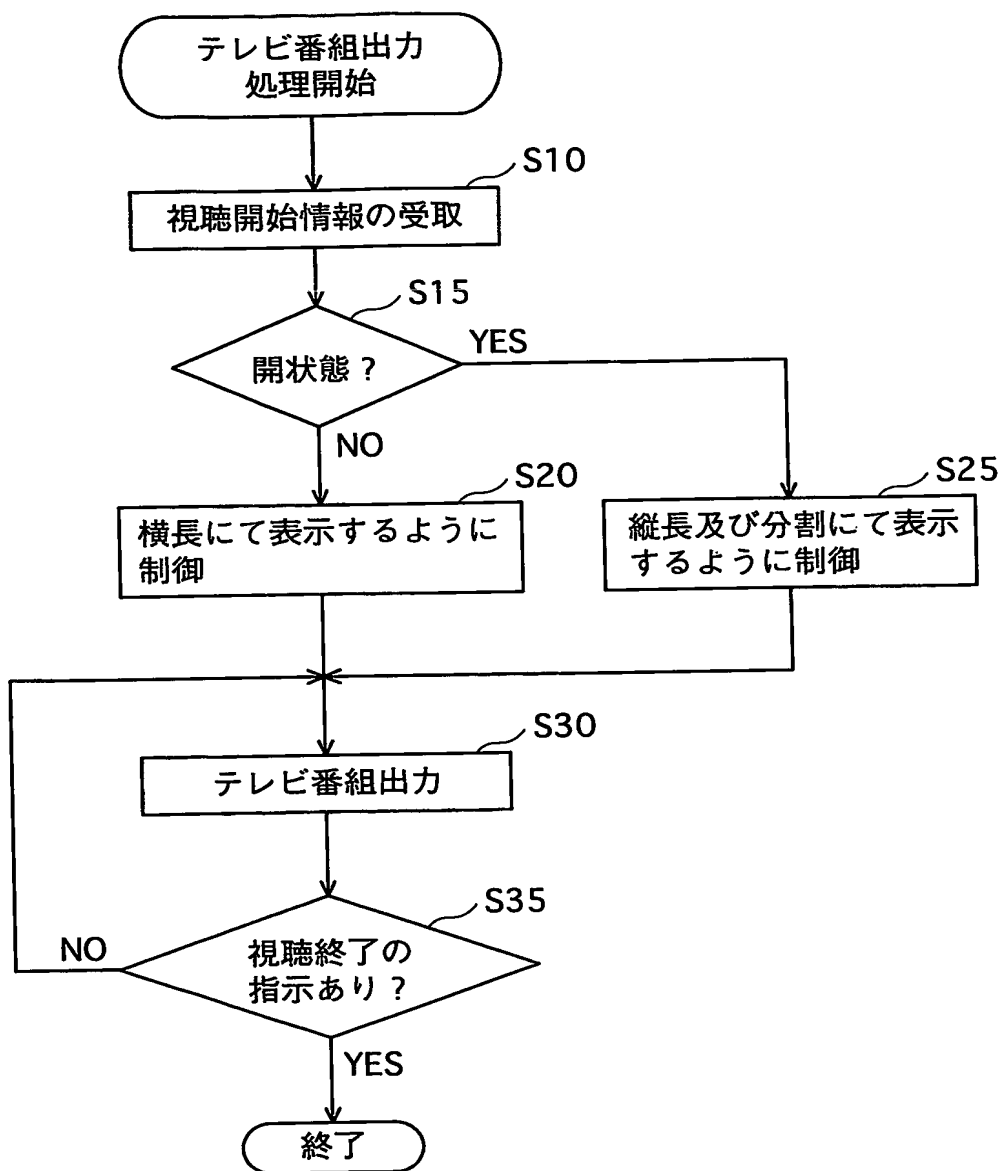 テレビ番組出力
処理開始
S10
視聴開始情報の受取
S15
開状態？
YES
NO
S20
横長にて表示するように
制御
S25
縦長及び分割にて表示
するように制御
S30
テレビ番組出力
S35
視聴終了の
指示あり？
NO
YES
終了